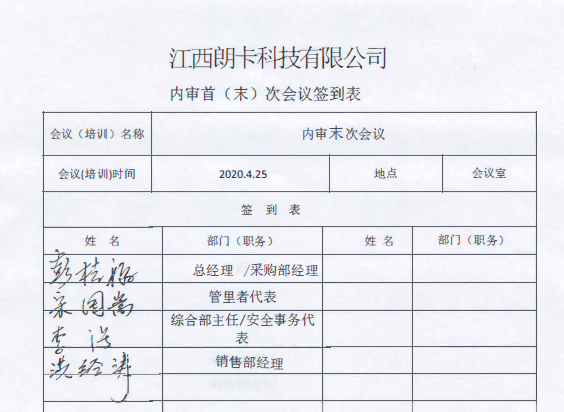 江西朗卡科技有限公司
内审首（末）次会议签到表
会议（培训）名称 内审末次会议
会议(培训)时间 2020.4.25 地点 会议室
签 到 表
姓 名 部门（职务） 姓 名 部门（职务）
总经理 /采购部经理
管里者代表
综合部主任/安全事务代
表
李
销售部经理